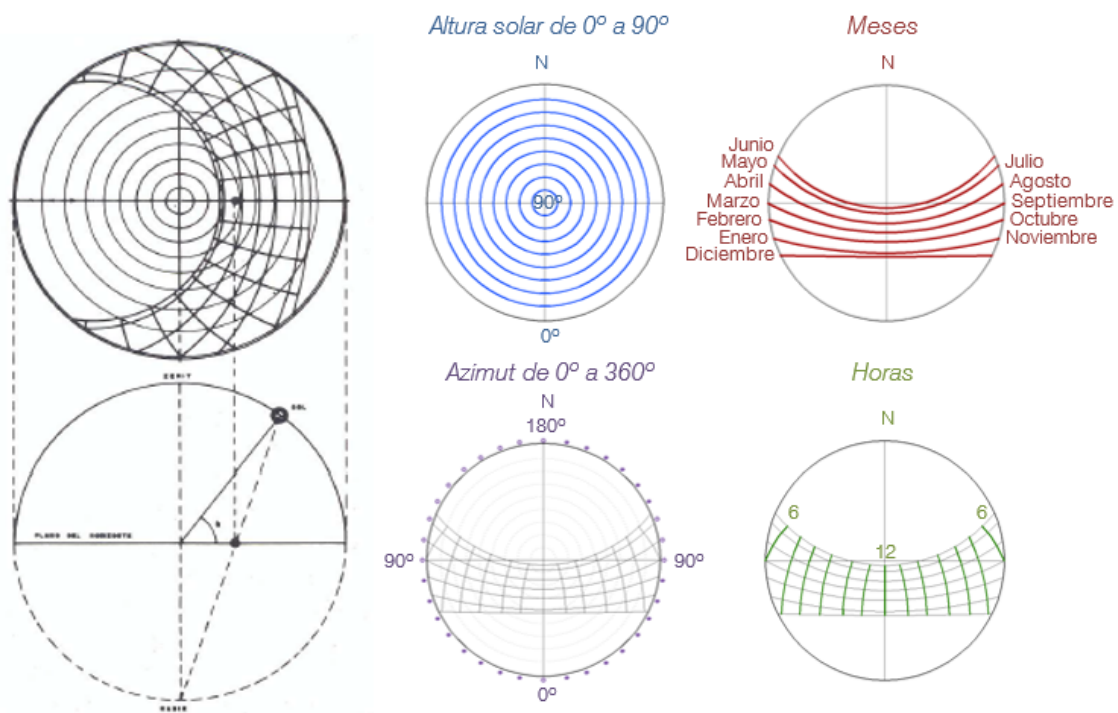 Altura solar de 0º a 90º
N
90º
0º
Meses
N
Junio
Mayo
Abril
Marzo
Febrero
Enero
Diciembre
Julio
Agosto
Septiembre
Octubre
Noviembre
ZENIT
SOL
h
PLANO DEL HORIZONTE
NADIR
Azimut de 0º a 360º
N
180º
90º
90º
0º
Horas
N
6
6
12